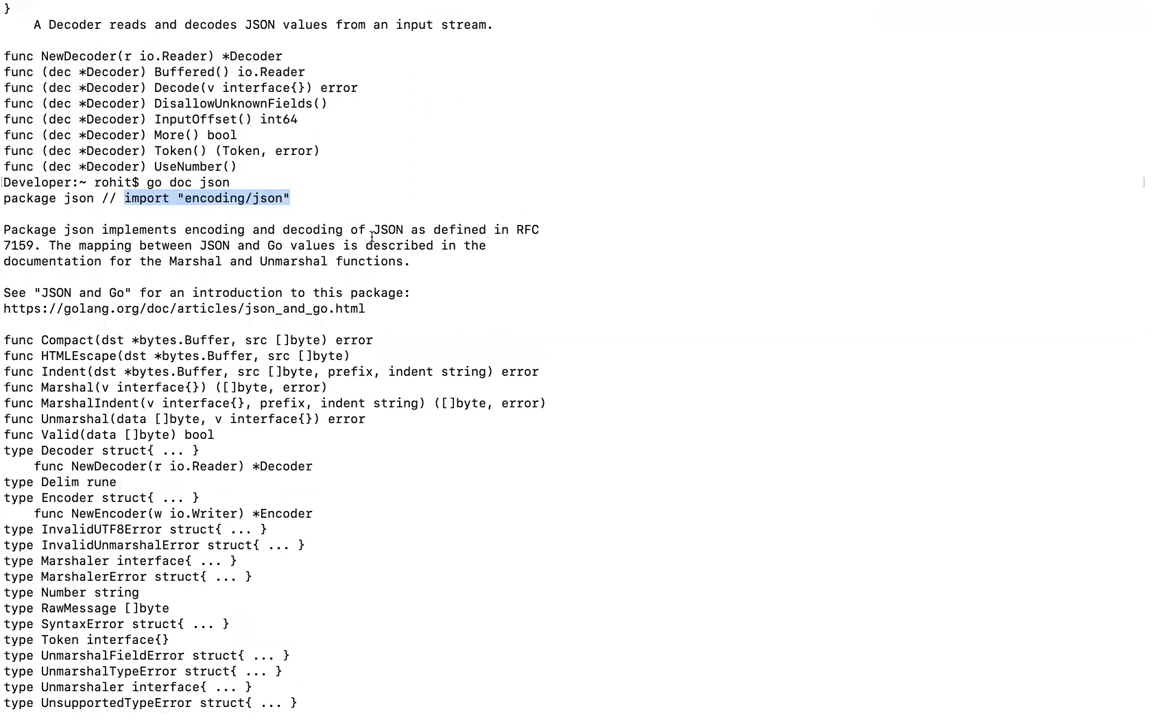 }
    A Decoder reads and decodes JSON values from an input stream.

func NewDecoder(r io.Reader) *Decoder
func (dec *Decoder) Buffered() io.Reader
func (dec *Decoder) Decode(v interface{}) error
func (dec *Decoder) DisallowUnknownFields()
func (dec *Decoder) InputOffset() int64
func (dec *Decoder) More() bool
func (dec *Decoder) Token() (Token, error)
func (dec *Decoder) UseNumber()
Developer:~ rohit$ go doc json
package json // import "encoding/json"

Package json implements encoding and decoding of JSON as defined in RFC
7159. The mapping between JSON and Go values is described in the
documentation for the Marshal and Unmarshal functions.

See "JSON and Go" for an introduction to this package:
https://golang.org/doc/articles/json_and_go.html

func Compact(dst *bytes.Buffer, src []byte) error
func HTMLEscape(dst *bytes.Buffer, src []byte)
func Indent(dst *bytes.Buffer, src []byte, prefix, indent string) error
func Marshal(v interface{}) ([]byte, error)
func MarshalIndent(v interface{}, prefix, indent string) ([]byte, error)
func Unmarshal(data []byte, v interface{}) error
func Valid(data []byte) bool
type Decoder struct{ ... }
    func NewDecoder(r io.Reader) *Decoder
type Delim rune
type Encoder struct{ ... }
    func NewEncoder(w io.Writer) *Encoder
type InvalidUTF8Error struct{ ... }
type InvalidUnmarshalError struct{ ... }
type Marshaler interface{ ... }
type MarshalerError struct{ ... }
type Number string
type RawMessage []byte
type SyntaxError struct{ ... }
type Token interface{}
type UnmarshalFieldError struct{ ... }
type UnmarshalTypeError struct{ ... }
type Unmarshaler interface{ ... }
type UnsupportedTypeError struct{ ... }